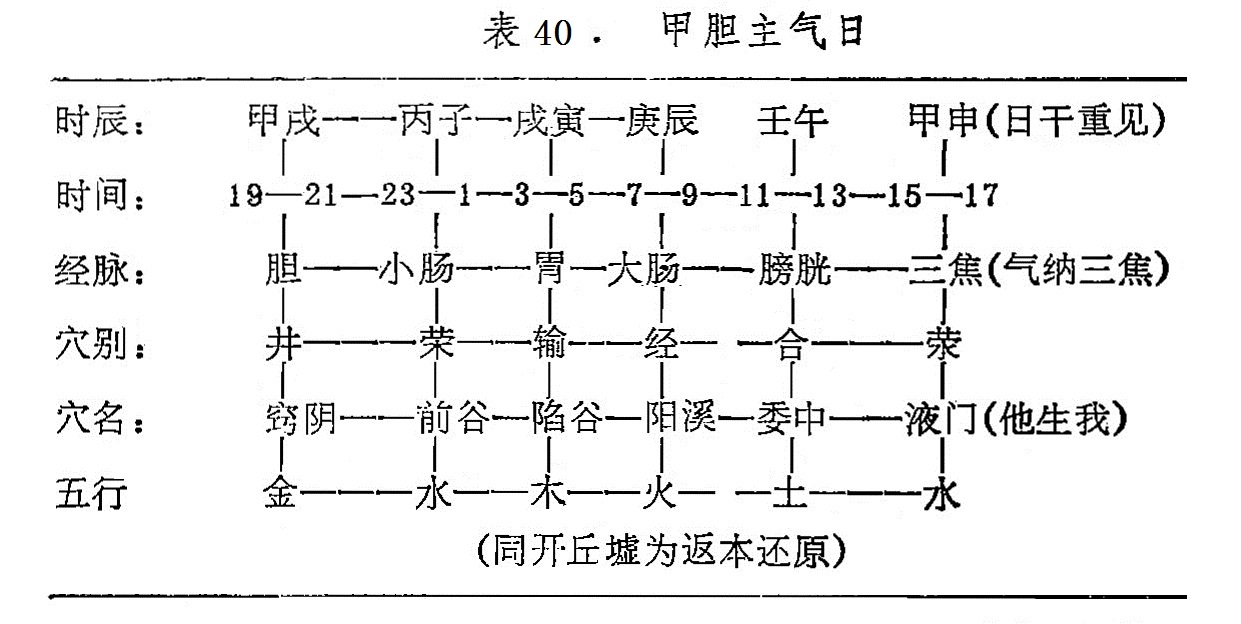 表40． 甲胆主气日
时辰： 甲戌——丙子—戌寅—庚辰 壬午 甲申(日干重见)
时间： 19—21—23—1—3—5—7—9—11—13—15—17
经脉： 胆——小肠——胃—大肠——膀胱——三焦(气纳三焦)
穴别： 井———荣——输——经— —合———荥
穴名： 窍阴——前谷—陷谷—阳溪—委中——液门(他生我)
五行 金———水——木——火— —土———水
(同开丘墟为返本还原)